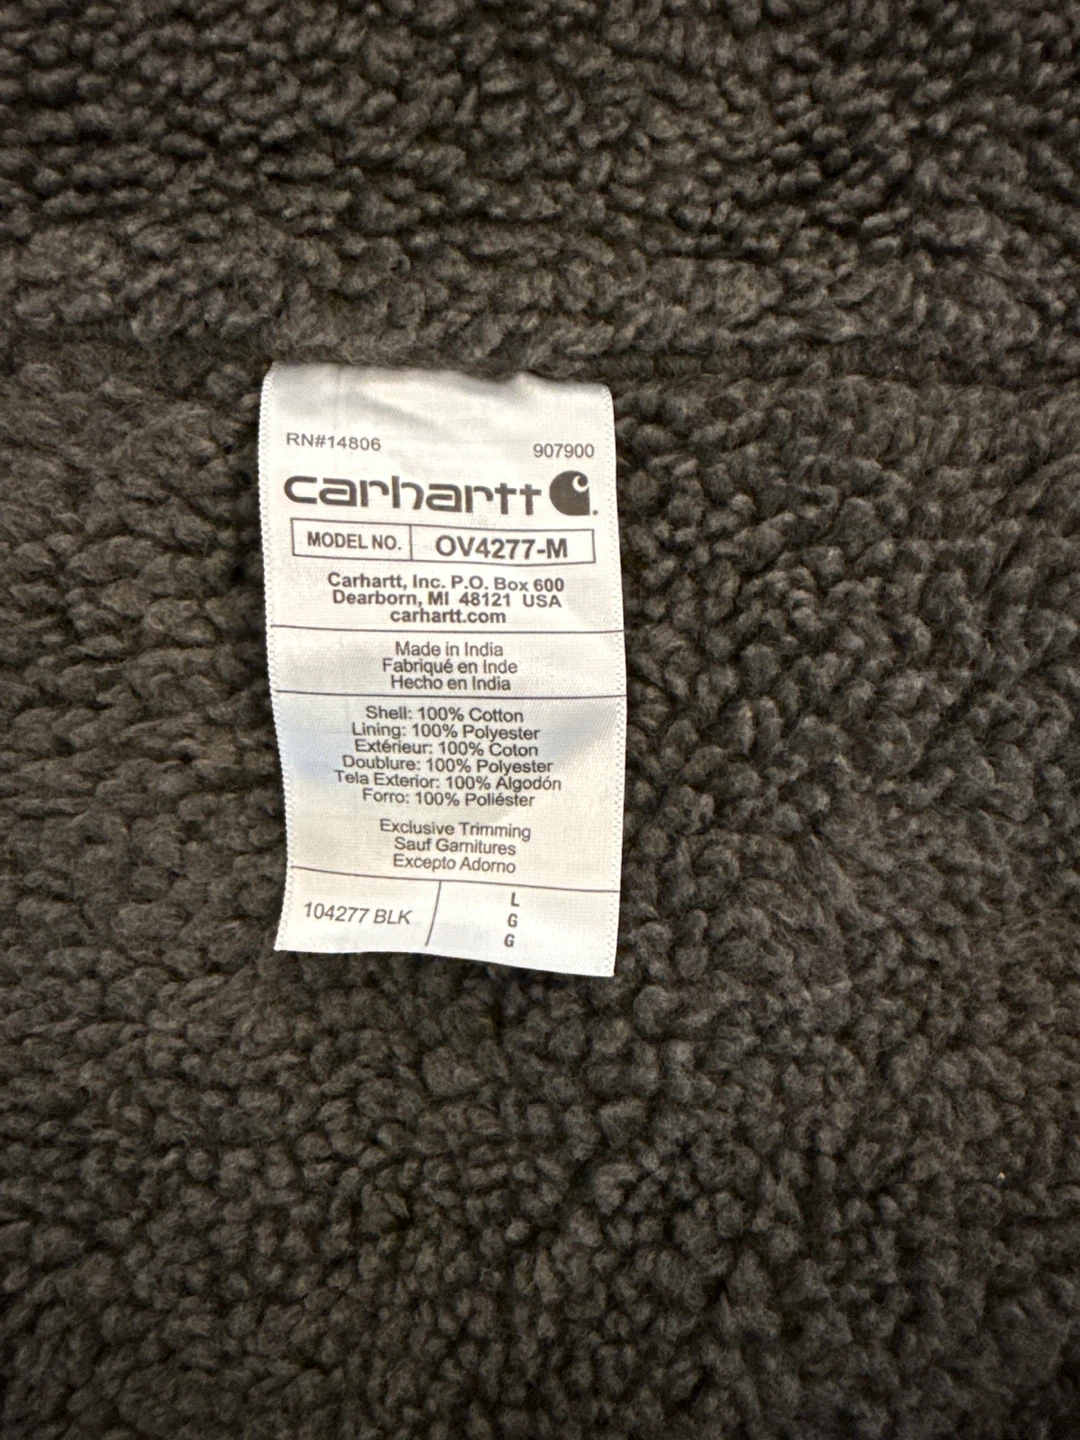 RN#14806 907900
carhartt
MODEL NO. OV4277-M
Carhartt, Inc. P.O. Box 600
Dearborn, MI 48121 USA
carhartt.com
Made in India
Fabriqué en Inde
Hecho en India
Shell: 100% Cotton
Lining: 100% Polyester
Extérieur: 100% Coton
Doublure: 100% Polyester
Tela Exterior: 100% Algodón
Forro: 100% Poliéster
Exclusive Trimming
Sauf Garnitures
Excepto Adorno
104277 BLK
L
G
G